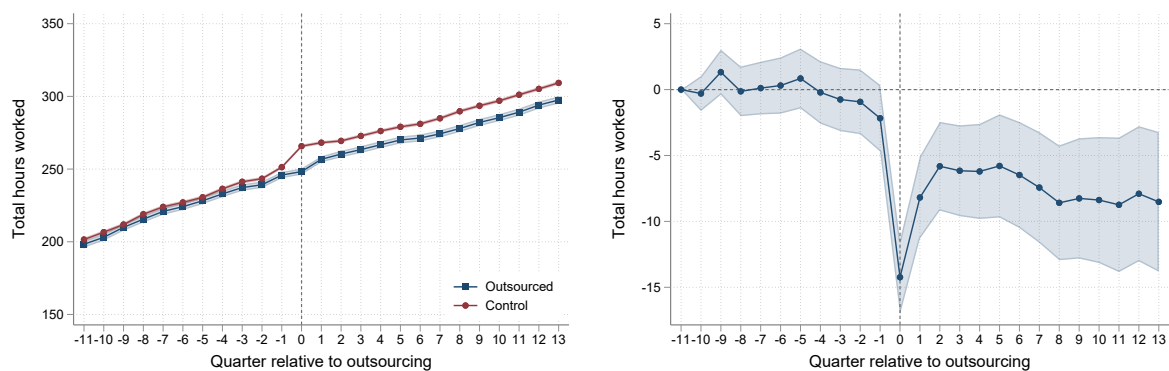 350
300
250
200
150
Total hours worked
-11 -10 -9 -8 -7 -6 -5 -4 -3 -2 -1 0 1 2 3 4 5 6 7 8 9 10 11 12 13
Quarter relative to outsourcing
Outsourced
Control
5
0
-5
-10
-15
Total hours worked
-11 -10 -9 -8 -7 -6 -5 -4 -3 -2 -1 0 1 2 3 4 5 6 7 8 9 10 11 12 13
Quarter relative to outsourcing